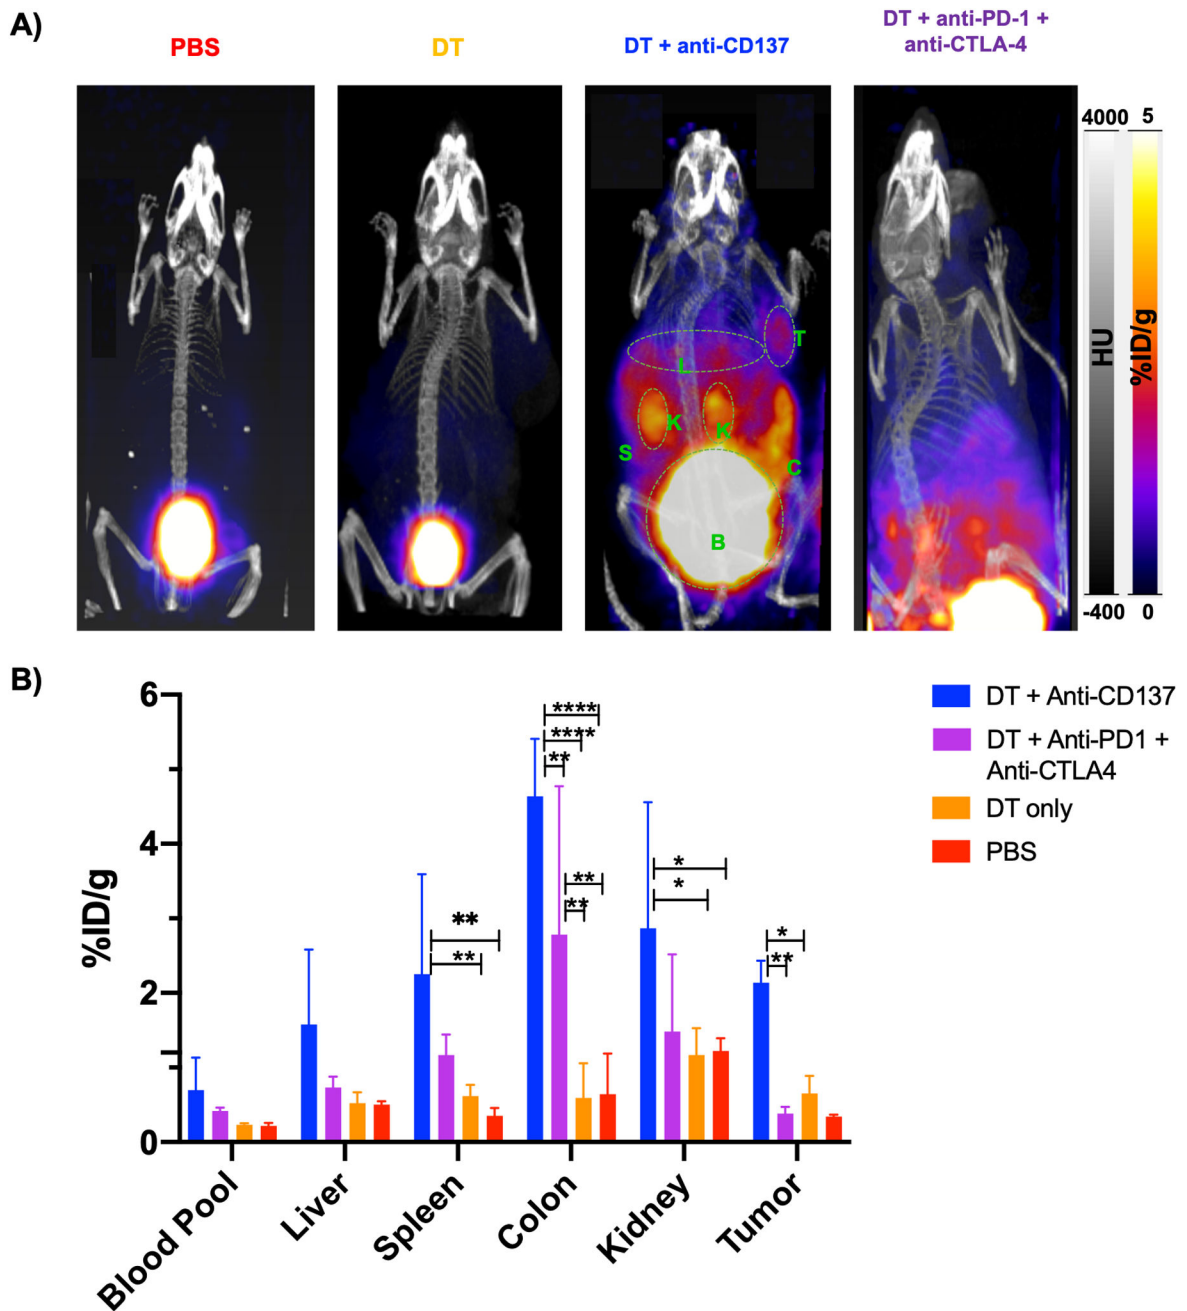 A)
PBS
DT
DT + anti-CD137
DT + anti-PD-1 +
anti-CTLA-4
4000
5
HU
%ID/g
-400
0
T
L
K
K
S
C
B
B)
%ID/g
6
4
2
0
****
****
**
**
**
**
**
*
*
*
**
Blood Pool
Liver
Spleen
Colon
Kidney
Tumor
DT + Anti-CD137
DT + Anti-PD1 +
Anti-CTLA4
DT only
PBS